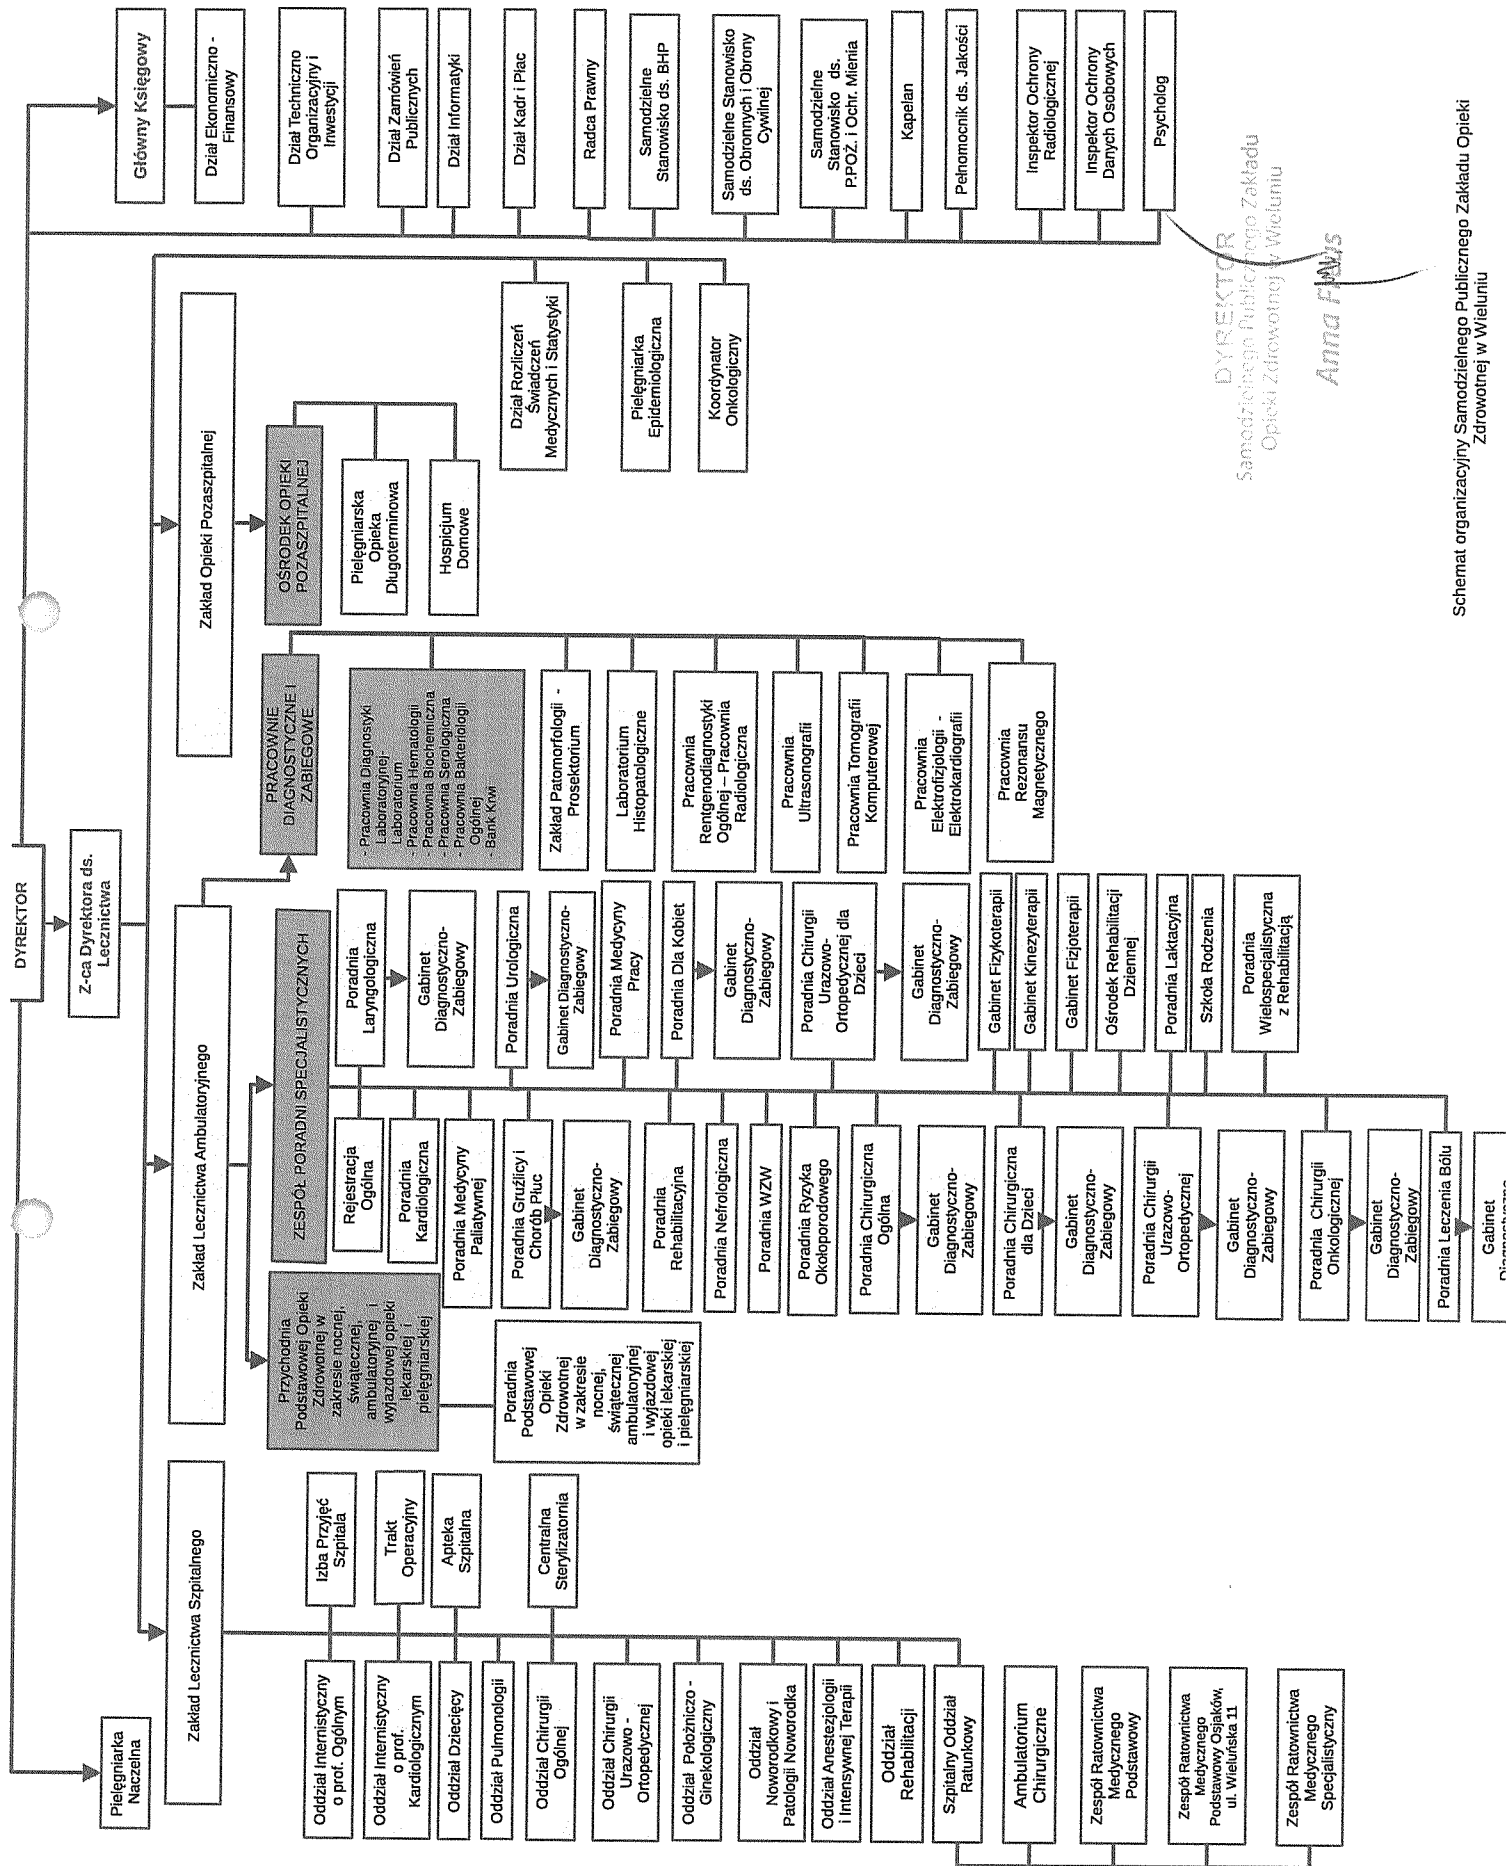 DYREKTOR
Z-ca Dyrektora ds.
Lecznictwa
Pielęgniarka
Naczelna
Główny Księgowy
Dział Ekonomiczno -
Finansowy
Dział Techniczno
Organizacyjny i
Inwestycji
Dział Zamówień
Publicznych
Dział Informatyki
Dział Kadr i Płac
Radca Prawny
Samodzielne
Stanowisko ds. BHP
Samodzielne Stanowisko
ds. Obronnych i Obrony
Cywilnej
Samodzielne
Stanowisko ds.
P.POŻ. i Ochr. Mienia
Kapelan
Pełnomocnik ds. Jakości
Inspektor Ochrony
Radiologicznej
Inspektor Ochrony
Danych Osobowych
Psycholog
Zakład Lecznictwa Szpitalnego
Izba Przyjęć
Szpitala
Trakt
Operacyjny
Apteka
Szpitalna
Centralna
Sterylizatornia
Oddział Internistyczny
o prof. Ogólnym
Oddział Internistyczny
o prof.
Kardiologicznym
Oddział Dziecięcy
Oddział Pulmonologii
Oddział Chirurgii
Ogólnej
Oddział Chirurgii
Urazowo -
Ortopedycznej
Oddział Położniczo -
Ginekologiczny
Oddział
Noworodkowy i
Patologii Noworodka
Oddział Anestezjologii
i Intensywnej Terapii
Oddział
Rehabilitacji
Szpitalny Oddział
Ratunkowy
Ambulatorium
Chirurgiczne
Zespół Ratownictwa
Medycznego
Podstawowy
Zespół Ratownictwa
Medycznego
Podstawowy Osjaków,
ul. Wieluńska 11
Zespół Ratownictwa
Medycznego
Specjalistyczny
Zakład Lecznictwa Ambulatoryjnego
Przychodnia
Podstawowej Opieki
Zdrowotnej w
zakresie nocnej,
świątecznej,
ambulatoryjnej i
wyjazdowej opieki
lekarskiej i
pielęgniarskiej
Poradnia
Podstawowej
Opieki
Zdrowotnej
w zakresie
nocnej,
świątecznej
ambulatoryjnej
i wyjazdowej
opieki lekarskiej
i pielęgniarskiej
ZESPÓŁ PORADNI SPECJALISTYCZNYCH
Rejestracja
Ogólna
Poradnia
Kardiologiczna
Poradnia Medycyny
Paliatywnej
Poradnia Gruźlicy i
Chorób Płuc
Gabinet
Diagnostyczno-
Zabiegowy
Poradnia
Rehabilitacyjna
Poradnia Nefrologiczna
Poradnia WZW
Poradnia Ryzyka
Okołoporodowego
Poradnia Chirurgiczna
Ogólna
Gabinet
Diagnostyczno-
Zabiegowy
Poradnia Chirurgiczna
dla Dzieci
Gabinet
Diagnostyczno-
Zabiegowy
Poradnia Chirurgii
Urazowo-
Ortopedycznej
Gabinet
Diagnostyczno-
Zabiegowy
Poradnia Chirurgii
Onkologicznej
Gabinet
Diagnostyczno-
Zabiegowy
Poradnia Leczenia Bólu
Gabinet
Poradnia
Laryngologiczna
Gabinet
Diagnostyczno-
Zabiegowy
Poradnia Urologiczna
Gabinet Diagnostyczno-
Zabiegowy
Poradnia Medycyny
Pracy
Poradnia Dla Kobiet
Gabinet
Diagnostyczno-
Zabiegowy
Poradnia Chirurgii
Urazowo-
Ortopedycznej dla
Dzieci
Gabinet
Diagnostyczno-
Zabiegowy
Gabinet Fizykoterapii
Gabinet Kinezyterapii
Gabinet Fizjoterapii
Ośrodek Rehabilitacji
Dziennej
Poradnia Laktacyjna
Szkoła Rodzenia
Poradnia
Wielospecjalistyczna
z Rehabilitacją
PRACOWNIE
DIAGNOSTYCZNE I
ZABIEGOWE
- Pracownia Diagnostyki
Laboratoryjnej-
Laboratorium
- Pracownia Hematologii
- Pracownia Biochemiczna
- Pracownia Serologiczna
- Pracownia Bakteriologii
Ogólnej
- Bank Krwi
Zakład Patomorfologii -
Prosektorium
Laboratorium
Histopatologiczne
Pracownia
Rentgenodiagnostyki
Ogólnej – Pracownia
Radiologiczna
Pracownia
Ultrasonografii
Pracownia Tomografii
Komputerowej
Pracownia
Elektrofizjologii -
Elektrokardiografii
Pracownia
Rezonansu
Magnetycznego
Zakład Opieki Pozaszpitalnej
OŚRODEK OPIEKI
POZASZPITALNEJ
Pielęgniarska
Opieka
Długoterminowa
Hospicjum
Domowe
Dział Rozliczeń
Świadczeń
Medycznych i Statystyki
Pielęgniarka
Epidemiologiczna
Koordynator
Onkologiczny
DYREKTOR
Samodzielnego Publicznego Zakładu
Opieki Zdrowotnej w Wieluniu
Anna
Schemat organizacyjny Samodzielnego Publicznego Zakładu Opieki
Zdrowotnej w Wieluniu